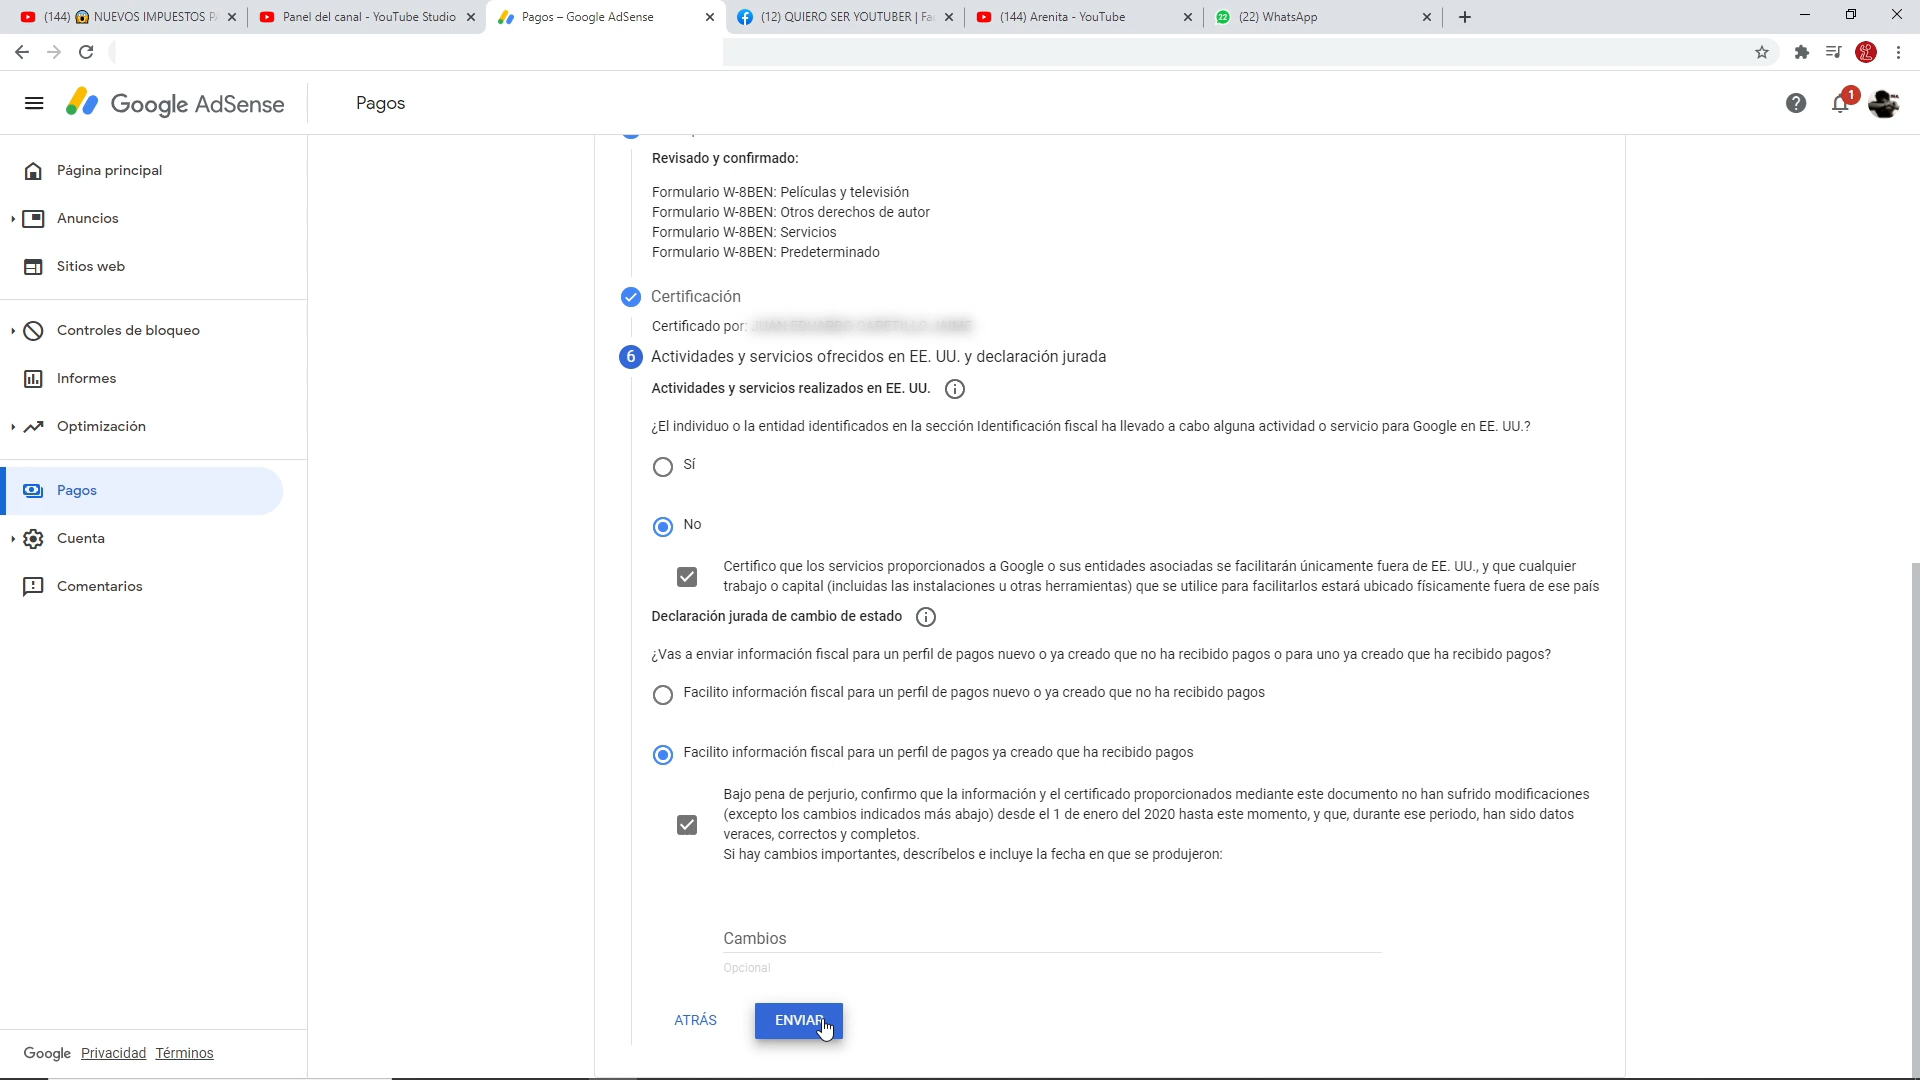 (144) 😱 NUEVOS IMPUESTOS P
Panel del canal - YouTube Studio
Pagos – Google AdSense
(12) QUIERO SER YOUTUBER | Fa
(144) Arenita - YouTube
(22) WhatsApp
Google AdSense
Pagos
1
Página principal
Anuncios
Sitios web
Controles de bloqueo
Informes
Optimización
Pagos
Cuenta
Comentarios
Google Privacidad Términos
Revisado y confirmado:
Formulario W-8BEN: Películas y televisión
Formulario W-8BEN: Otros derechos de autor
Formulario W-8BEN: Servicios
Formulario W-8BEN: Predeterminado
Certificación
Certificado por:
6 Actividades y servicios ofrecidos en EE. UU. y declaración jurada
Actividades y servicios realizados en EE. UU.
¿El individuo o la entidad identificados en la sección Identificación fiscal ha llevado a cabo alguna actividad o servicio para Google en EE. UU.?
Sí
No
Certifico que los servicios proporcionados a Google o sus entidades asociadas se facilitarán únicamente fuera de EE. UU., y que cualquier
trabajo o capital (incluidas las instalaciones u otras herramientas) que se utilice para facilitarlos estará ubicado físicamente fuera de ese país
Declaración jurada de cambio de estado
¿Vas a enviar información fiscal para un perfil de pagos nuevo o ya creado que no ha recibido pagos o para uno ya creado que ha recibido pagos?
Facilito información fiscal para un perfil de pagos nuevo o ya creado que no ha recibido pagos
Facilito información fiscal para un perfil de pagos ya creado que ha recibido pagos
Bajo pena de perjurio, confirmo que la información y el certificado proporcionados mediante este documento no han sufrido modificaciones
(excepto los cambios indicados más abajo) desde el 1 de enero del 2020 hasta este momento, y que, durante ese periodo, han sido datos
veraces, correctos y completos.
Si hay cambios importantes, descríbelos e incluye la fecha en que se produjeron:
Cambios
Opcional
ATRÁS
ENVIAR